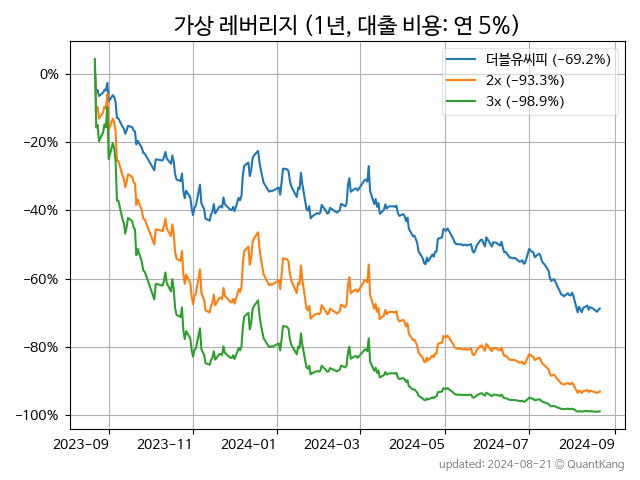 가상 레버리지 (1년, 대출 비용: 연 5%)
더블유씨피 (−69.2%)
2x (−93.3%)
3x (−98.9%)
0%
−20%
−40%
−60%
−80%
−100%
2023-09 2023-11 2024-01 2024-03 2024-05 2024-07 2024-09
updated: 2024-08-21 © QuantKang